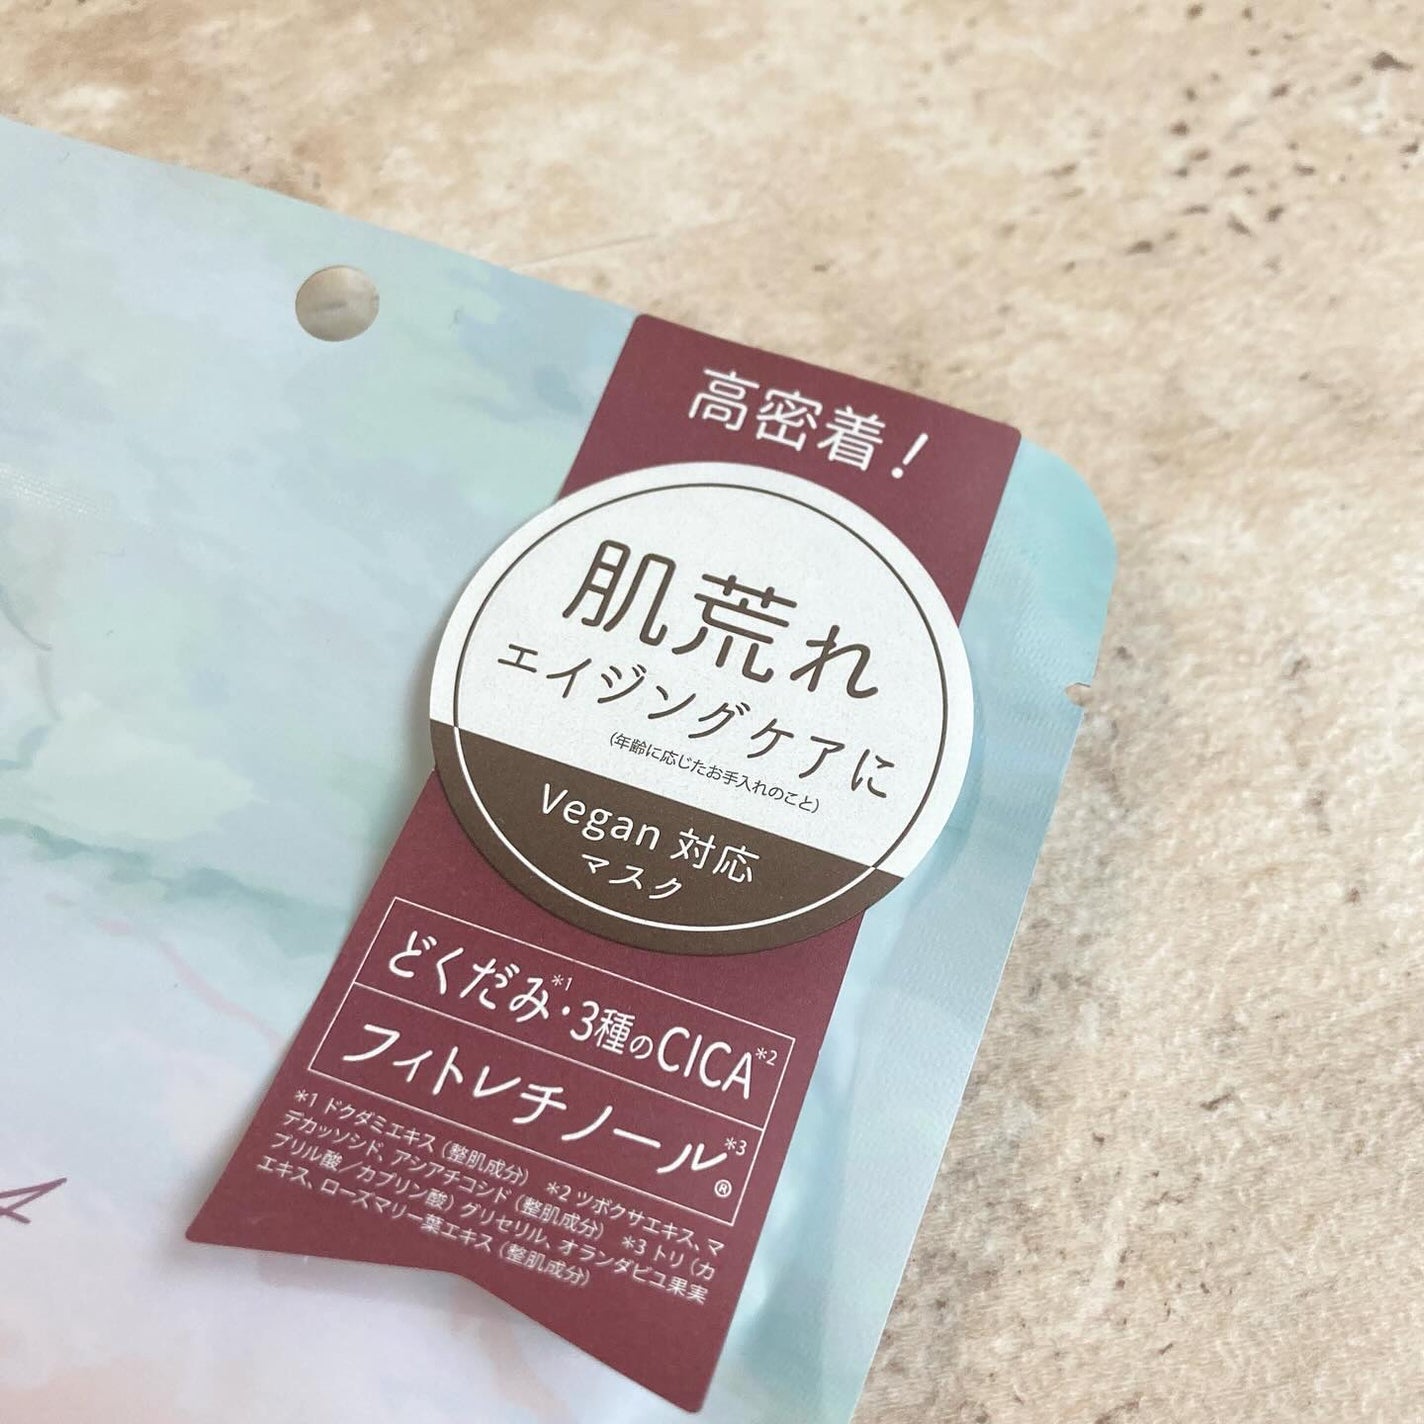 高密着！
肌荒れ
エイジングケアに
(年齢に応じたお手入れのこと)
vegan 対応
マスク
どくだみ*1・3種のCICA*2
フィトレチノール®*3
*1 ドクダミエキス（整肌成分） *2 ツボクサエキス、マ
デカッソシド、アシアチコシド（整肌成分） *3 トリ（カ
プリル酸／カプリン酸）グリセリル、オランダビユ果実
エキス、ローズマリー葉エキス（整肌成分）